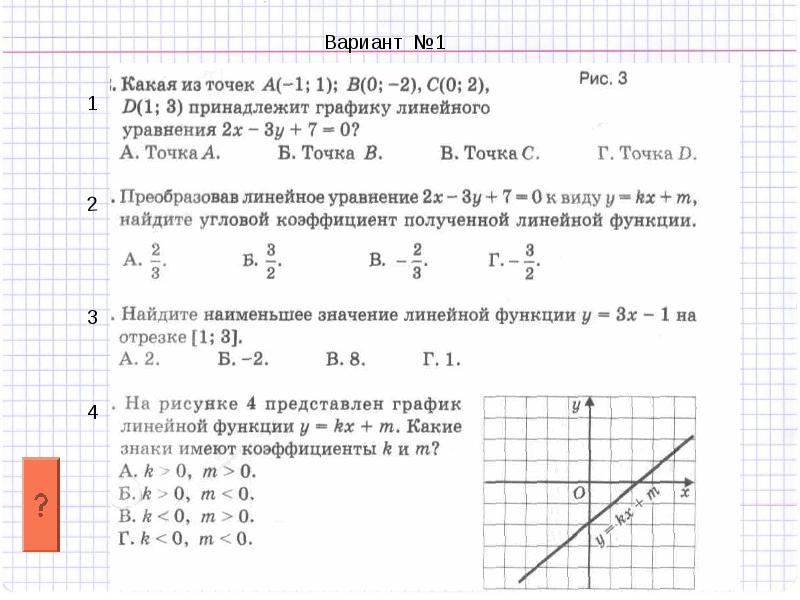 Вариант №1
1
. Какая из точек A(−1; 1); B(0; −2), C(0; 2),
Рис. 3
D(1; 3) принадлежит графику линейного
уравнения 2x − 3y + 7 = 0?
А. Точка A. Б. Точка B. В. Точка C. Г. Точка D.
2
. Преобразовав линейное уравнение 2x − 3y + 7 = 0 к виду y = kx + m,
найдите угловой коэффициент полученной линейной функции.
А. 2/3. Б. 3/2. В. −2/3. Г. −3/2.
3
. Найдите наименьшее значение линейной функции y = 3x − 1 на
отрезке [1; 3].
А. 2. Б. −2. В. 8. Г. 1.
4
. На рисунке 4 представлен график
линейной функции y = kx + m. Какие
знаки имеют коэффициенты k и m?
А. k > 0, m > 0.
Б. k > 0, m < 0.
В. k < 0, m > 0.
Г. k < 0, m < 0.
y
O
x
y = kx + m
?